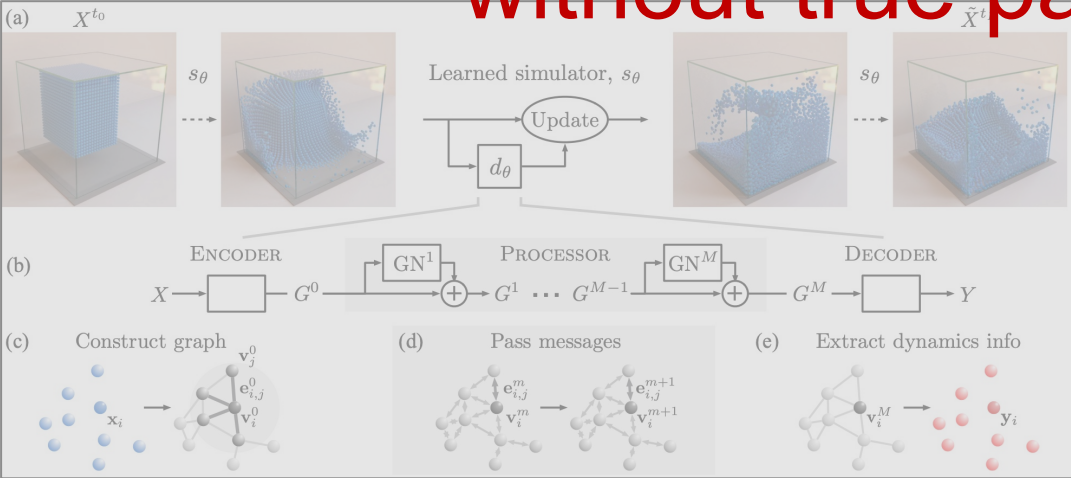 without true pa
(a) X^{t_0} X̃^{t
s_θ Learned simulator, s_θ s_θ
Update
d_θ
(b) ENCODER PROCESSOR DECODER
GN^1 GN^M
X G^0 + G^1 ··· G^{M-1} + G^M Y
(c) Construct graph (d) Pass messages (e) Extract dynamics info
v_j^0
e_{i,j}^0 e_{i,j}^m e_{i,j}^{m+1}
x_i v_i^0 v_i^m v_i^{m+1} v_i^M y_i